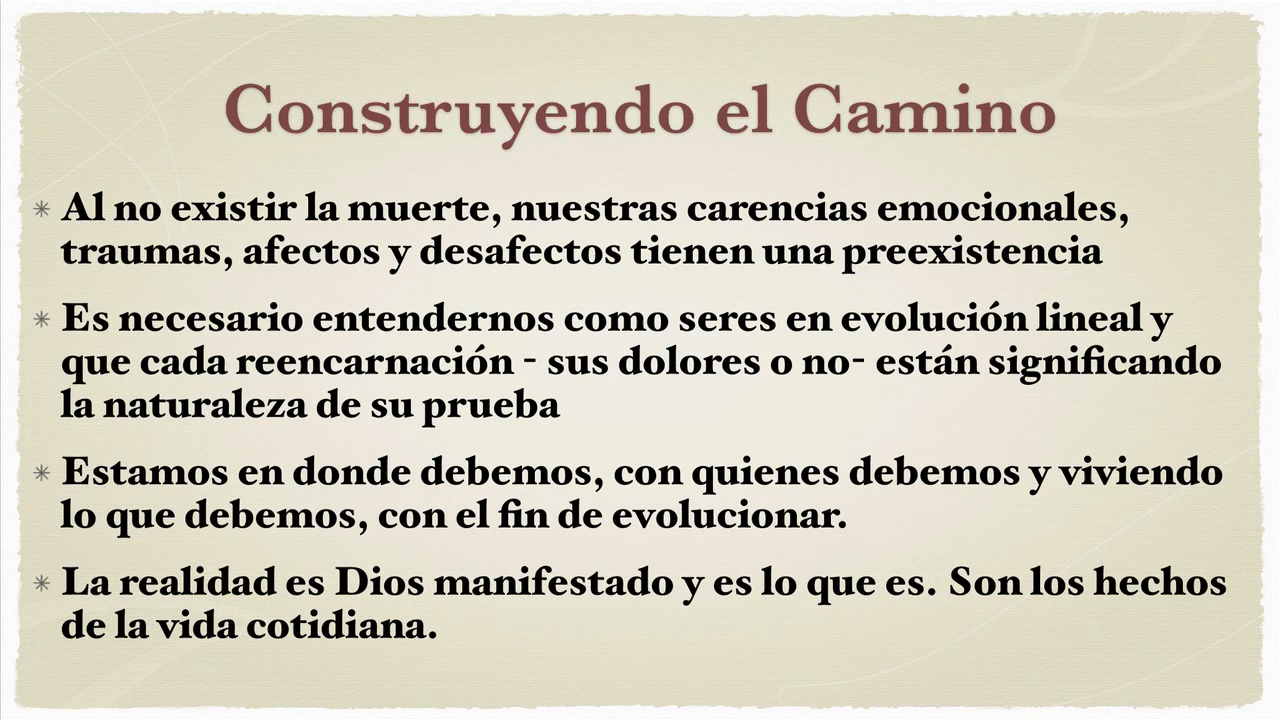 Construyendo el Camino
* Al no existir la muerte, nuestras carencias emocionales,
traumas, afectos y desafectos tienen una preexistencia
* Es necesario entendernos como seres en evolución lineal y
que cada reencarnación - sus dolores o no- están significando
la naturaleza de su prueba
* Estamos en donde debemos, con quienes debemos y viviendo
lo que debemos, con el fin de evolucionar.
* La realidad es Dios manifestado y es lo que es. Son los hechos
de la vida cotidiana.